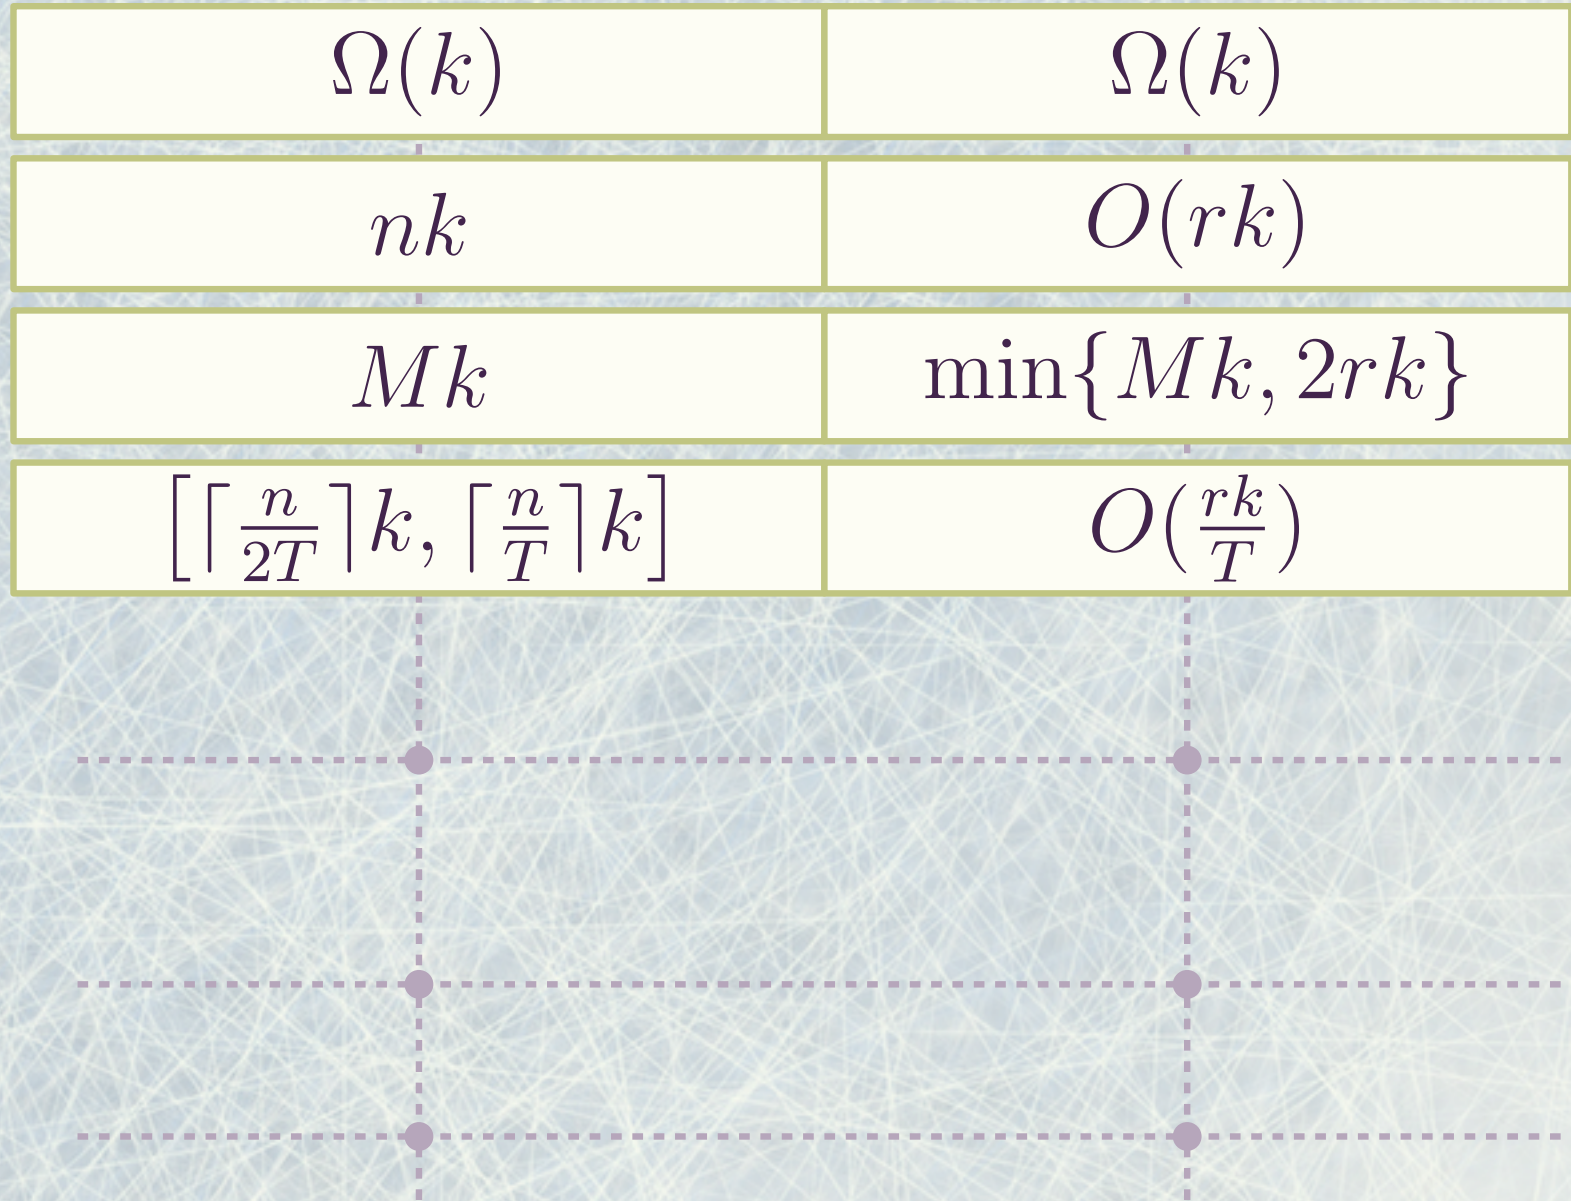 Ω(k) Ω(k)
nk O(rk)
Mk min{Mk, 2rk}
[⌈n/2T⌉k, ⌈n/T⌉k] O(rk/T)